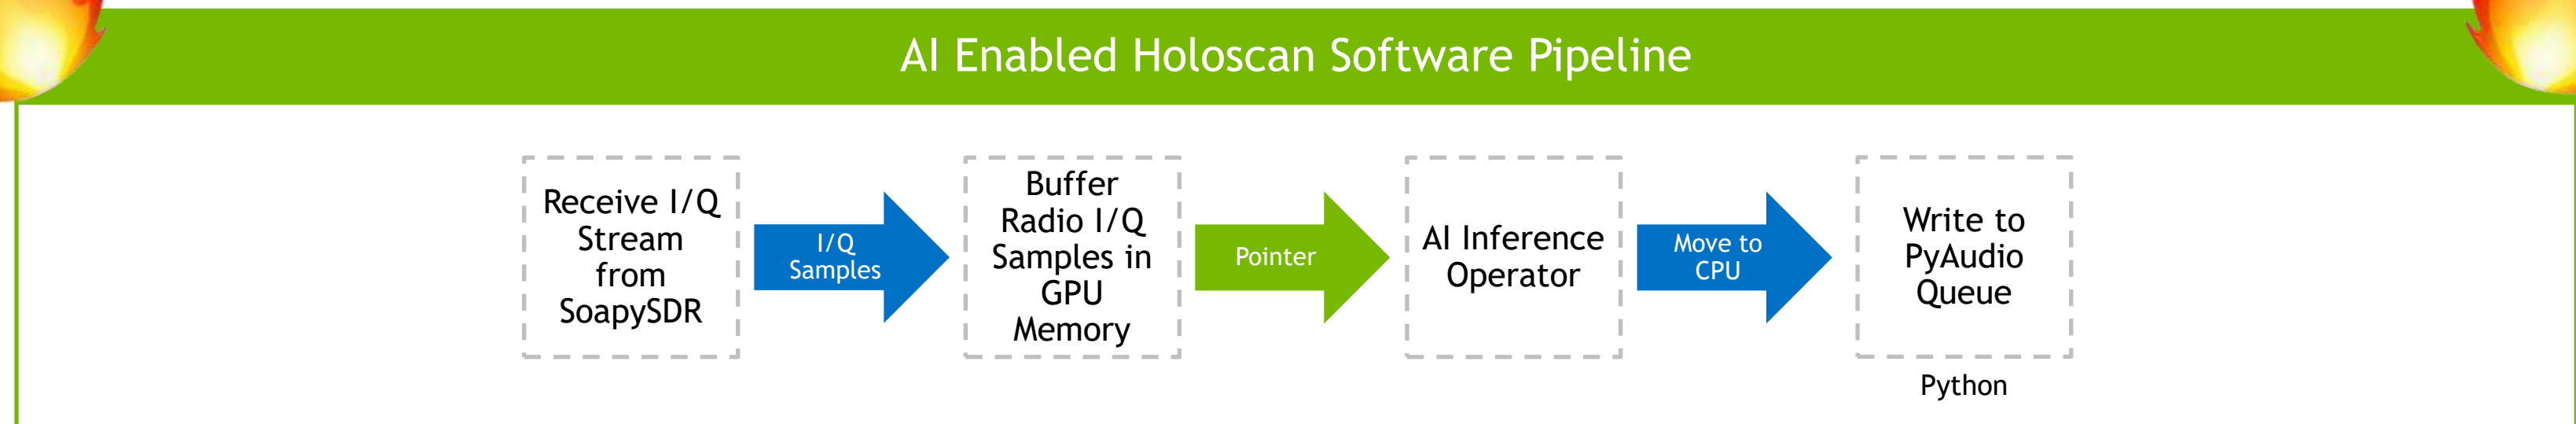 AI Enabled Holoscan Software Pipeline
Receive I/Q
Stream
from
SoapySDR
I/Q
Samples
Buffer
Radio I/Q
Samples in
GPU
Memory
Pointer
AI Inference
Operator
Move to
CPU
Write to
PyAudio
Queue
Python